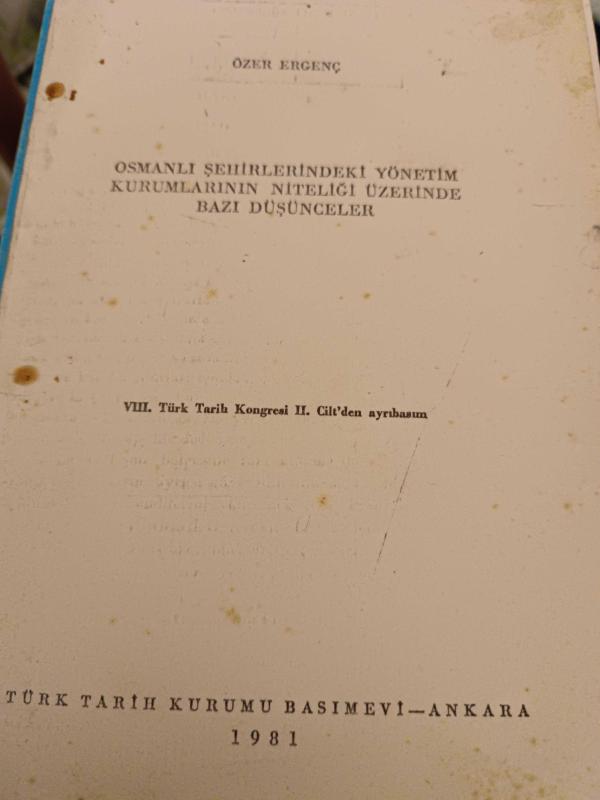 ÖZER ERGENÇ
OSMANLI ŞEHİRLERİNDEKİ YÖNETİM
KURUMLARININ NİTELİĞİ ÜZERİNDE
BAZI DÜŞÜNCELER
VIII. Türk Tarih Kongresi II. Cilt'den ayrıbasım
TÜRK TARİH KURUMU BASIMEVİ—ANKARA
1981